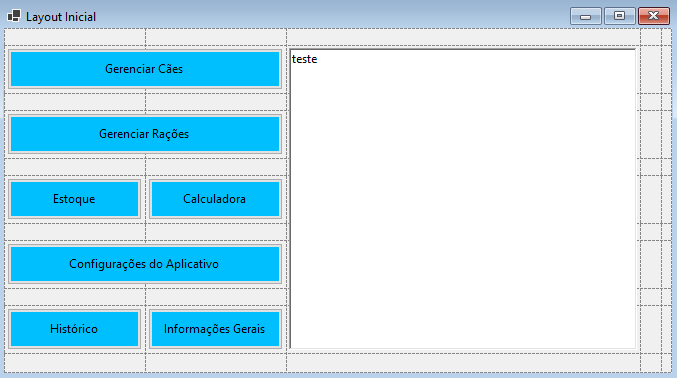 Layout Inicial
Gerenciar Cães
teste
Gerenciar Rações
Estoque
Calculadora
Configurações do Aplicativo
Histórico
Informações Gerais